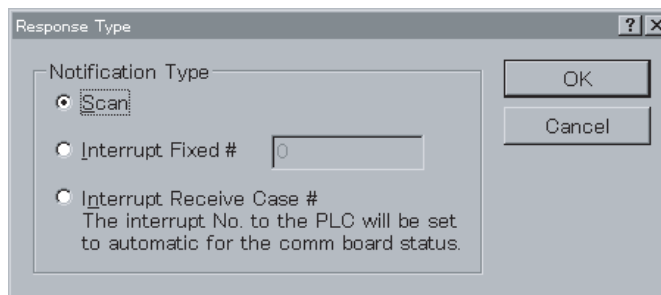 Response Type
Notification Type
Scan
Interrupt Fixed #
0
Interrupt Receive Case #
The interrupt No. to the PLC will be set
to automatic for the comm board status.
OK
Cancel